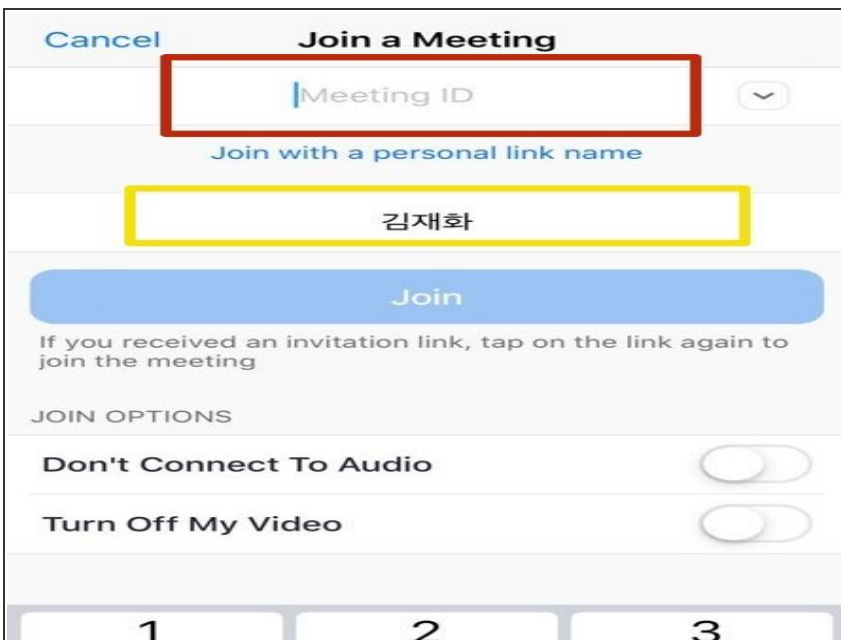 Cancel Join a Meeting
Meeting ID
Join with a personal link name
김재화
Join
If you received an invitation link, tap on the link again to
join the meeting
JOIN OPTIONS
Don't Connect To Audio
Turn Off My Video
1 2 3